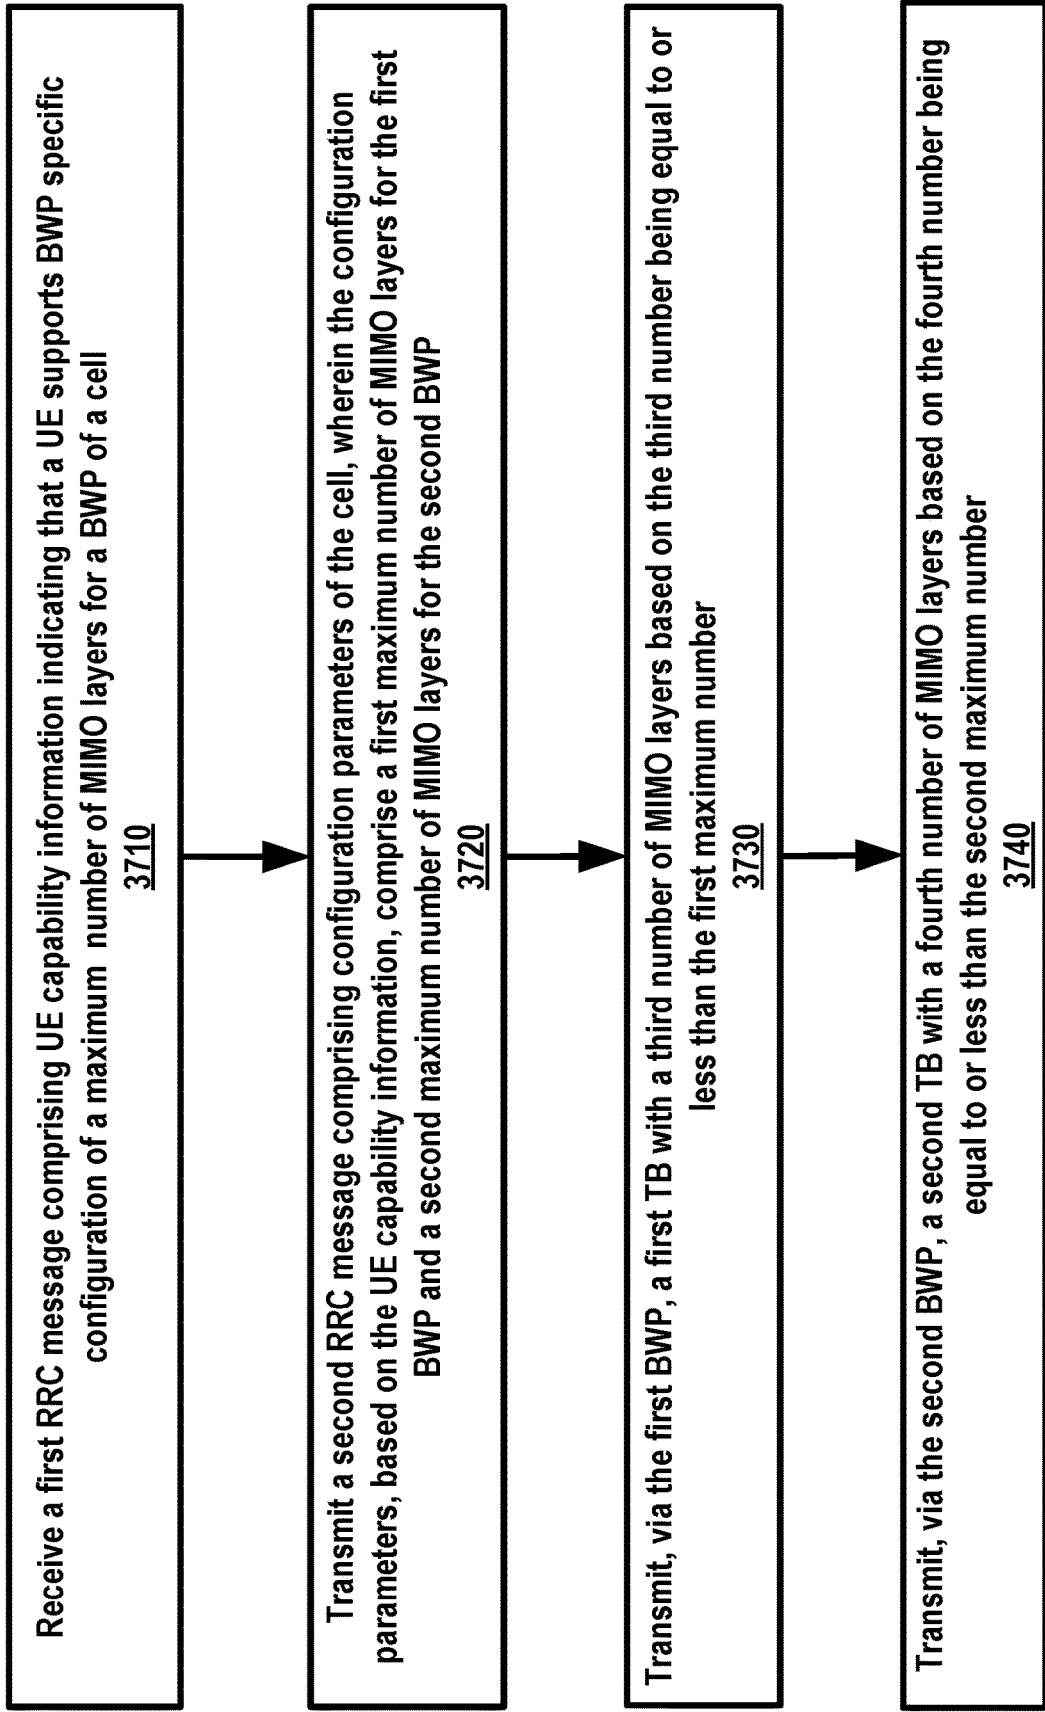 Receive a first RRC message comprising UE capability information indicating that a UE supports BWP specific
configuration of a maximum number of MIMO layers for a BWP of a cell
3710
Transmit a second RRC message comprising configuration parameters of the cell, wherein the configuration
parameters, based on the UE capability information, comprise a first maximum number of MIMO layers for the first
BWP and a second maximum number of MIMO layers for the second BWP
3720
Transmit, via the first BWP, a first TB with a third number of MIMO layers based on the third number being equal to or
less than the first maximum number
3730
Transmit, via the second BWP, a second TB with a fourth number of MIMO layers based on the fourth number being
equal to or less than the second maximum number
3740